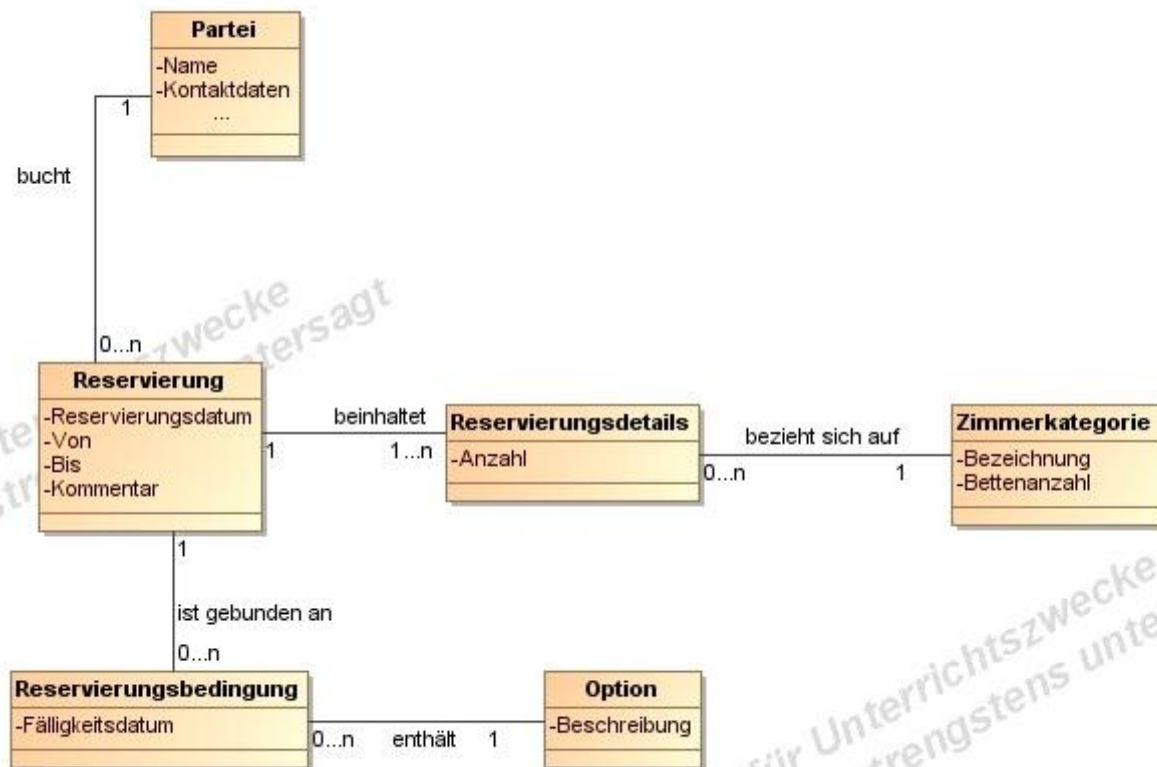 Partei
-Name
-Kontaktdaten
...
1
bucht
0...n
Reservierung
-Reservierungsdatum
-Von
-Bis
-Kommentar
1
beinhaltet
1...n
Reservierungsdetails
-Anzahl
0...n
bezieht sich auf
1
Zimmerkategorie
-Bezeichnung
-Bettenanzahl
1
ist gebunden an
0...n
Reservierungsbedingung
-Fälligkeitsdatum
0...n
enthält
1
Option
-Beschreibung
für Unterrichtszwecke
strengstens